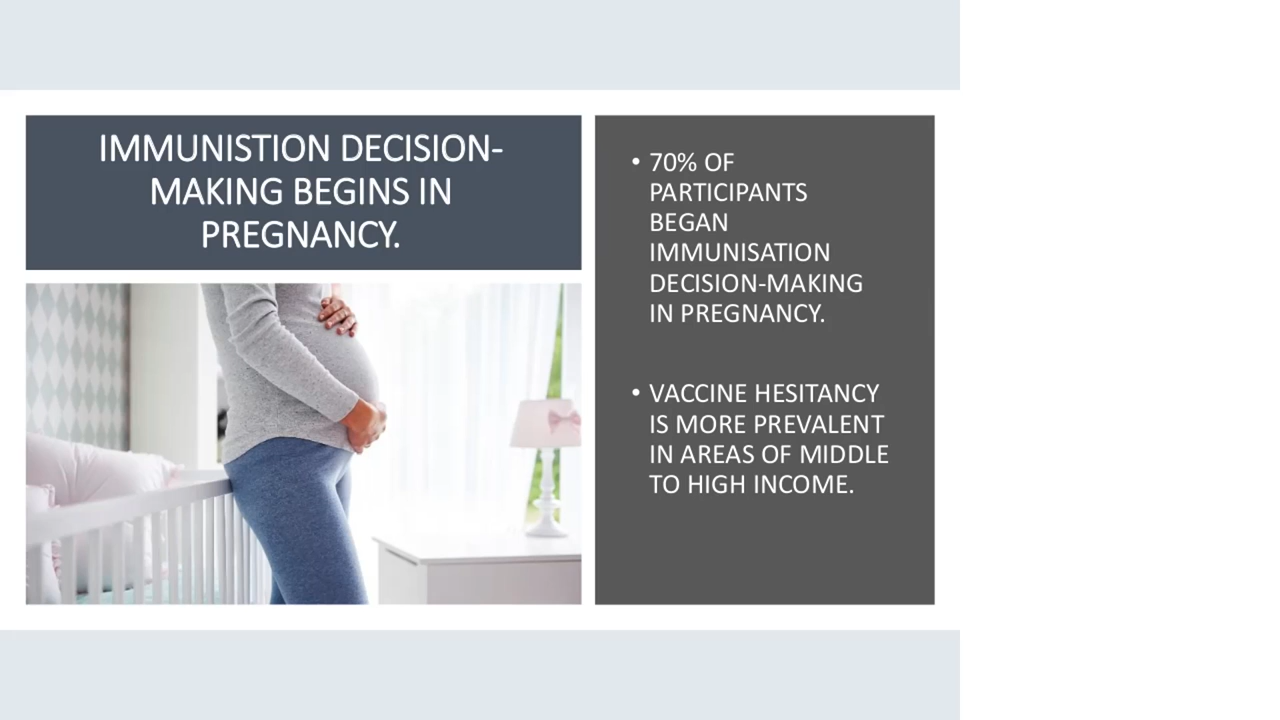 IMMUNISTION DECISION-
MAKING BEGINS IN
PREGNANCY.
• 70% OF
PARTICIPANTS
BEGAN
IMMUNISATION
DECISION-MAKING
IN PREGNANCY.
• VACCINE HESITANCY
IS MORE PREVALENT
IN AREAS OF MIDDLE
TO HIGH INCOME.